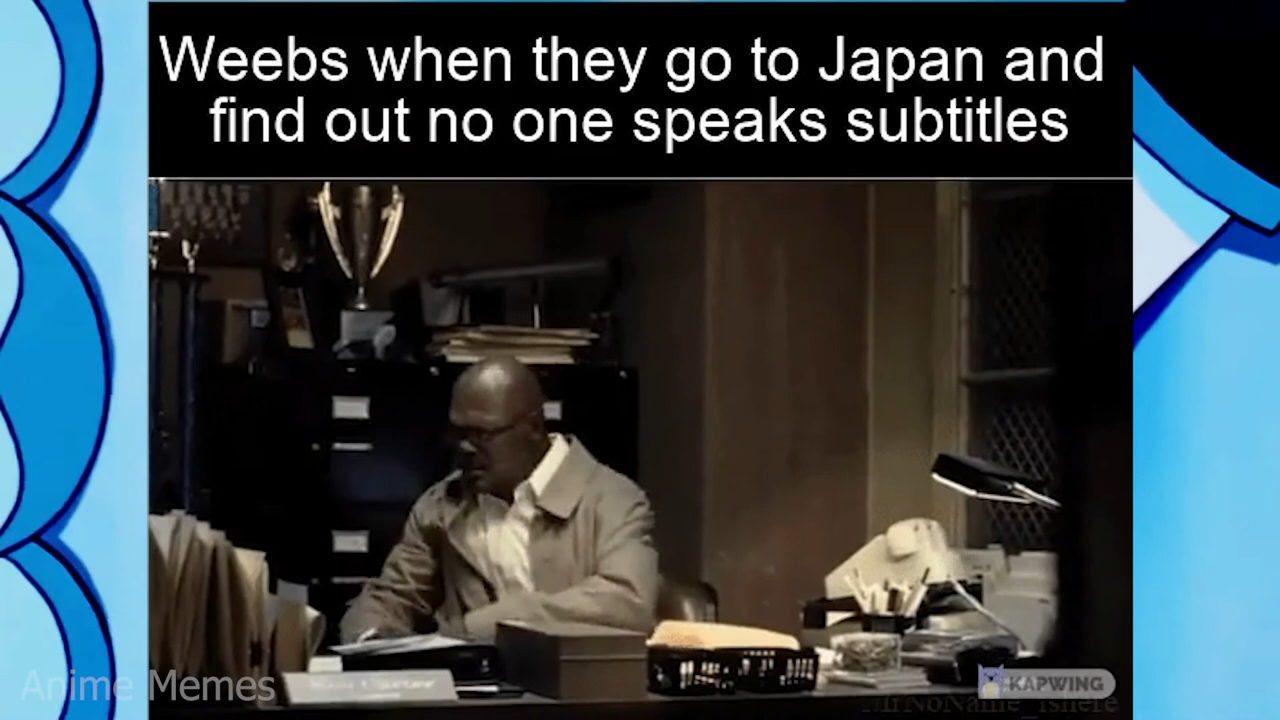 Weebs when they go to Japan and
find out no one speaks subtitles
Anime Memes
KAPWING